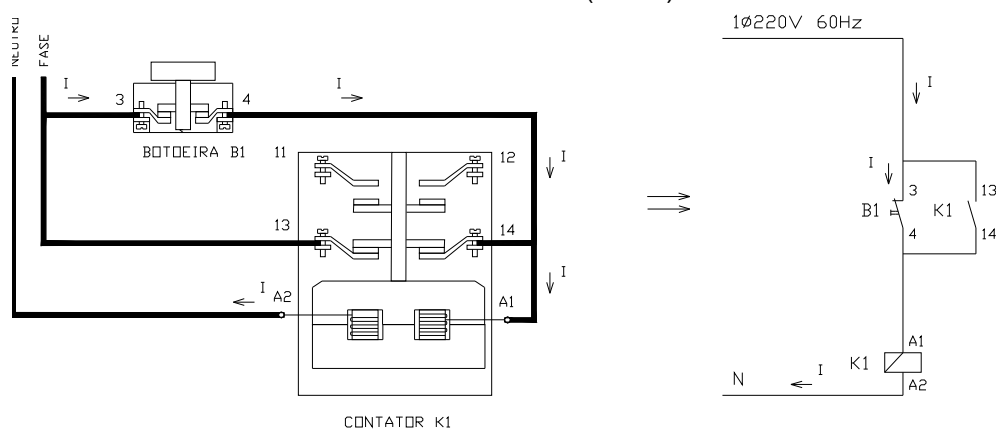 NEUTRO
FASE
I
I
3
4
BOTOEIRA B1
11
12
I
13
14
I
A2
I
A1
CONTATOR K1
1Ø220V 60Hz
I
I
3
13
B1
K1
4
14
A1
K1
A2
N
I